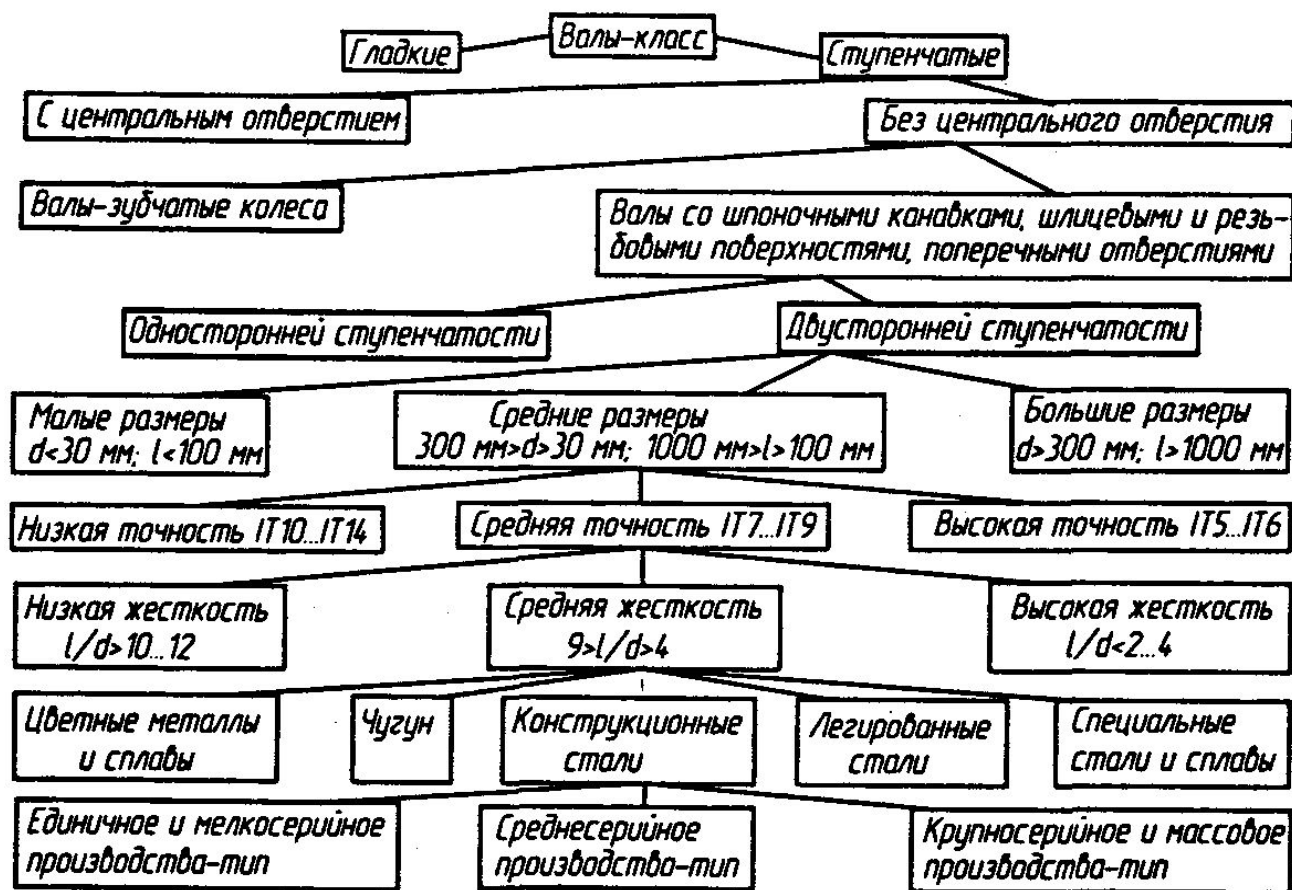 Валы-класс
Гладкие
Ступенчатые
С центральным отверстием
Без центрального отверстия
Валы-зубчатые колеса
Валы со шпоночными канавками, шлицевыми и резь-
бовыми поверхностями, поперечными отверстиями
Односторонней ступенчатости
Двусторонней ступенчатости
Малые размеры
d<30 мм; l<100 мм
Средние размеры
300 мм>d>30 мм; 1000 мм>l>100 мм
Большие размеры
d>300 мм; l>1000 мм
Низкая точность IT10...IT14
Средняя точность IT7...IT9
Высокая точность IT5...IT6
Низкая жесткость
l/d>10...12
Средняя жесткость
9>l/d>4
Высокая жесткость
l/d<2...4
Цветные металлы
и сплавы
Чугун
Конструкционные
стали
Легированные
стали
Специальные
стали и сплавы
Единичное и мелкосерийное
производства-тип
Среднесерийное
производства-тип
Крупносерийное и массовое
производства-тип